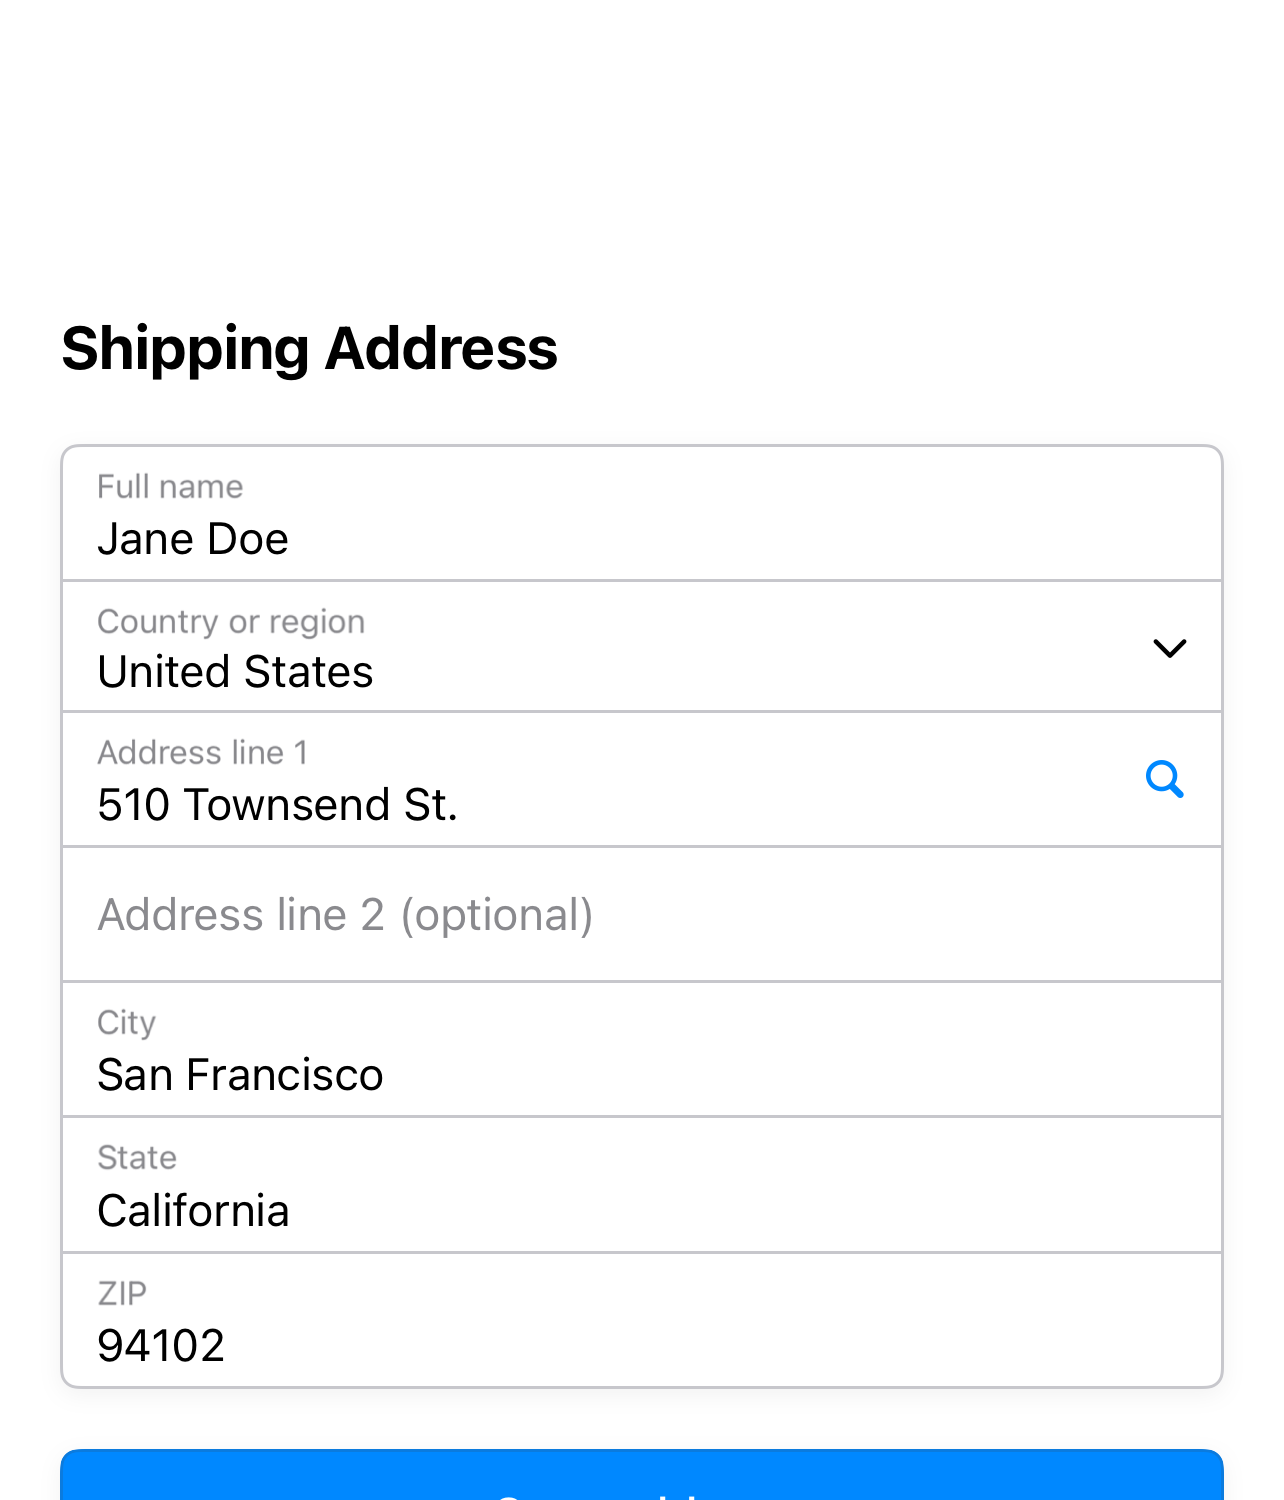 Shipping Address
Full name
Jane Doe
Country or region
United States
Address line 1
510 Townsend St.
Address line 2 (optional)
City
San Francisco
State
California
ZIP
94102